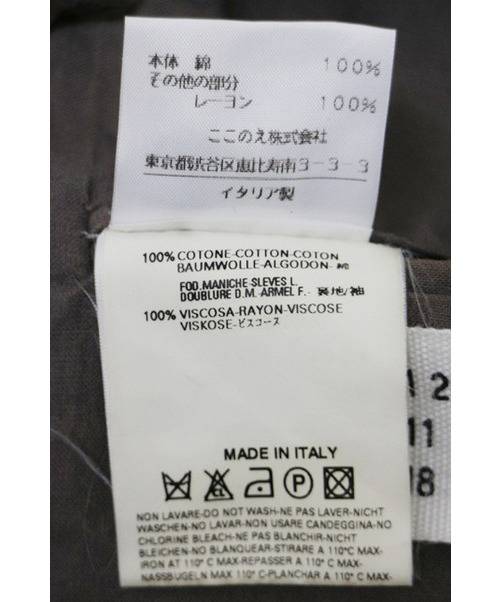 本体 綿 100%
その他の部分
レーヨン 100%
ここのえ株式会社
東京都渋谷区恵比寿南3-3-3
イタリア製
100% COTONE-COTTON-COTON
BAUMWOLLE-ALGODON-綿
FOD.MANICHE-SLEVES L.
DOUBLURE D.M-ARMEL F.- 裏地/袖
100% VISCOSA-RAYON-VISCOSE
VISKOSE-ビスコース
MADE IN ITALY
CL P
NON LAVARE-DO NOT WASH-NE PAS LAVER-NICHT
WASCHEN-NO LAVAR-NON USARE CANDEGGINA-NO
CHLORINE BLEACH-NE PAS BLANCHIR-NICHT
BLEICHEN-NO BLANQUEAR-STIRARE A 110°C MAX-
IRON AT 110°C MAX-REPASSER A 110°C MAX-
NASSBUGELN MAX 110°C-PLANCHAR A 110°C MAX.
2
11
18